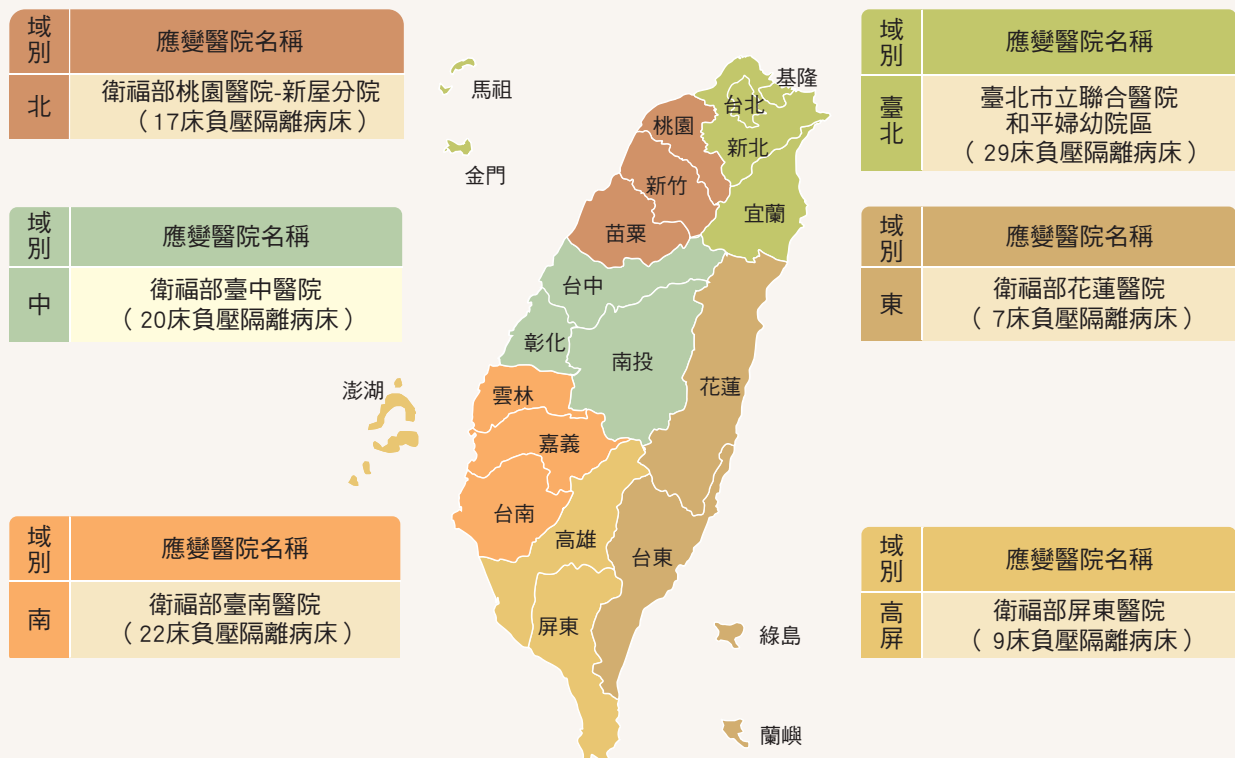 域別
應變醫院名稱
北
衛福部桃園醫院-新屋分院
（17床負壓隔離病床）
域別
應變醫院名稱
中
衛福部臺中醫院
（20床負壓隔離病床）
域別
應變醫院名稱
南
衛福部臺南醫院
（22床負壓隔離病床）
馬祖
金門
澎湖
基隆
台北
新北
桃園
新竹
苗栗
宜蘭
台中
彰化
南投
花蓮
雲林
嘉義
台南
高雄
台東
屏東
綠島
蘭嶼
域別
應變醫院名稱
臺北
臺北市立聯合醫院
和平婦幼院區
（29床負壓隔離病床）
域別
應變醫院名稱
東
衛福部花蓮醫院
（7床負壓隔離病床）
域別
應變醫院名稱
高屏
衛福部屏東醫院
（9床負壓隔離病床）